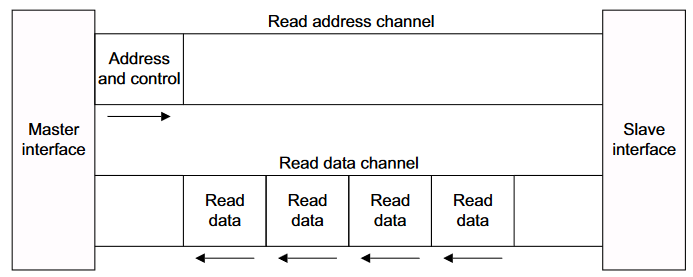 Read address channel
Address
and control
Master
interface
Slave
interface
Read data channel
Read
data
Read
data
Read
data
Read
data